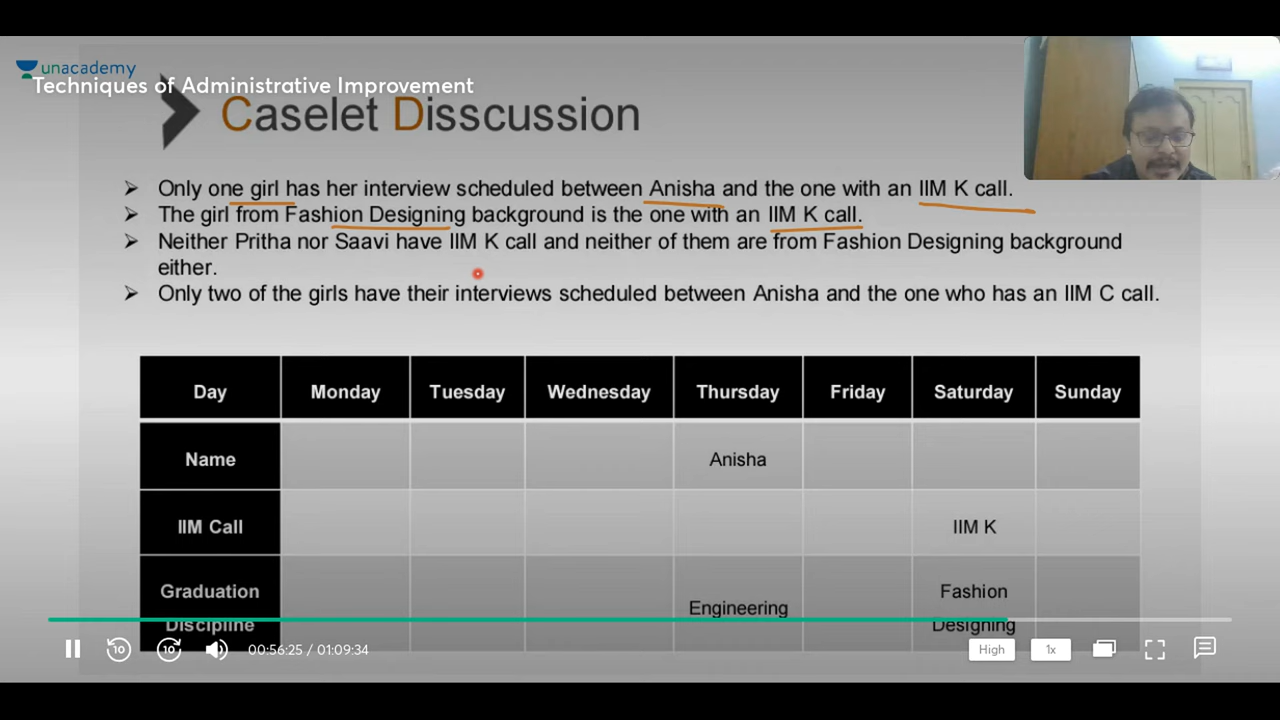 unacademy
Techniques of Administrative Improvement
Caselet Disscussion
Only one girl has her interview scheduled between Anisha and the one with an IIM K call.
The girl from Fashion Designing background is the one with an IIM K call.
Neither Pritha nor Saavi have IIM K call and neither of them are from Fashion Designing background
either.
Only two of the girls have their interviews scheduled between Anisha and the one who has an IIM C call.
Day Monday Tuesday Wednesday Thursday Friday Saturday Sunday
Name Anisha
IIM Call IIM K
Graduation Discipline Engineering Fashion Designing
10 10 00:56:25 / 01:09:34 High 1x